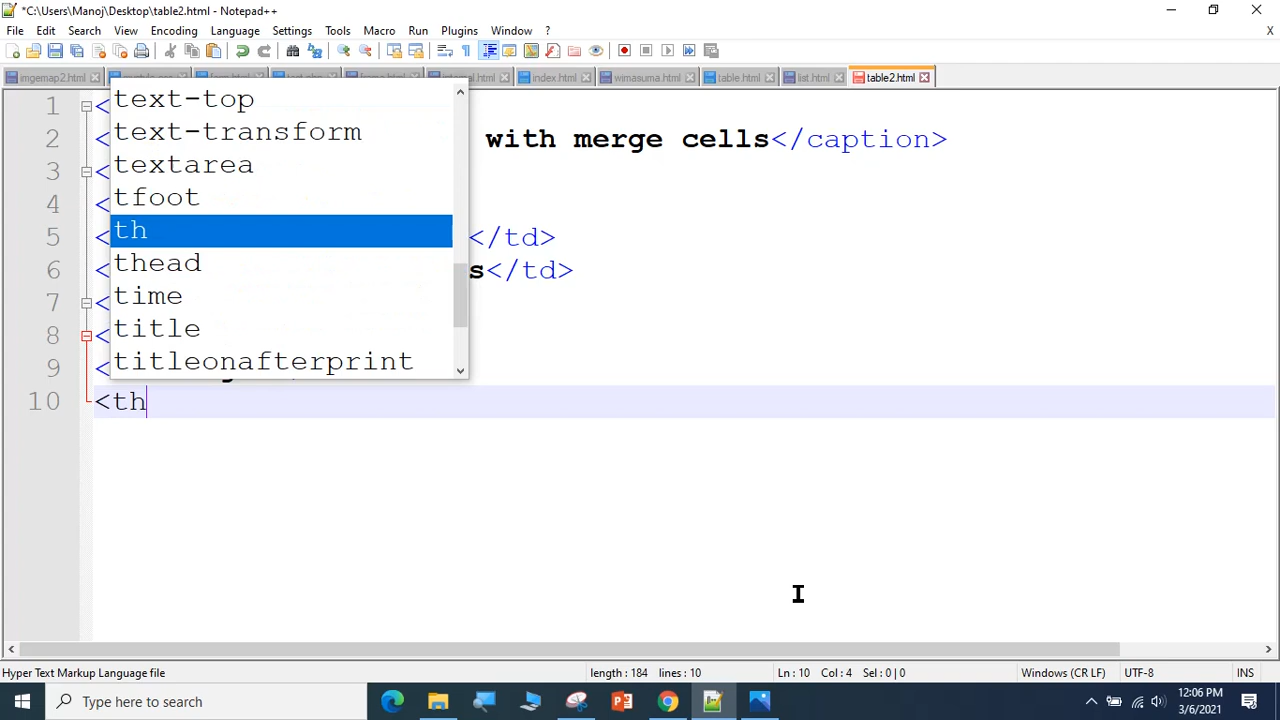 *C:\Users\Manoj\Desktop\table2.html - Notepad++
File Edit Search View Encoding Language Settings Tools Macro Run Plugins Window ? X
imgemap2.html index.html wimasuma.html table.html list.html table2.html
1 <
2 < with merge cells</caption>
3 <
4 <
5 < </td>
6 < s</td>
7 <
8 <
9 <
10 <th
text-top
text-transform
textarea
tfoot
th
thead
time
title
titleonafterprint
Hyper Text Markup Language file length : 184 lines : 10 Ln : 10 Col : 4 Sel : 0 | 0 Windows (CR LF) UTF-8 INS
Type here to search
12:06 PM
3/6/2021